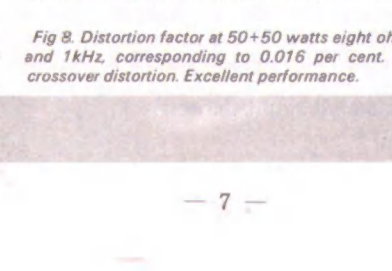 Fig 8. Distortion factor at 50+50 watts eight oh
and 1kHz, corresponding to 0.016 per cent.
crossover distortion. Excellent performance.
— 7 —